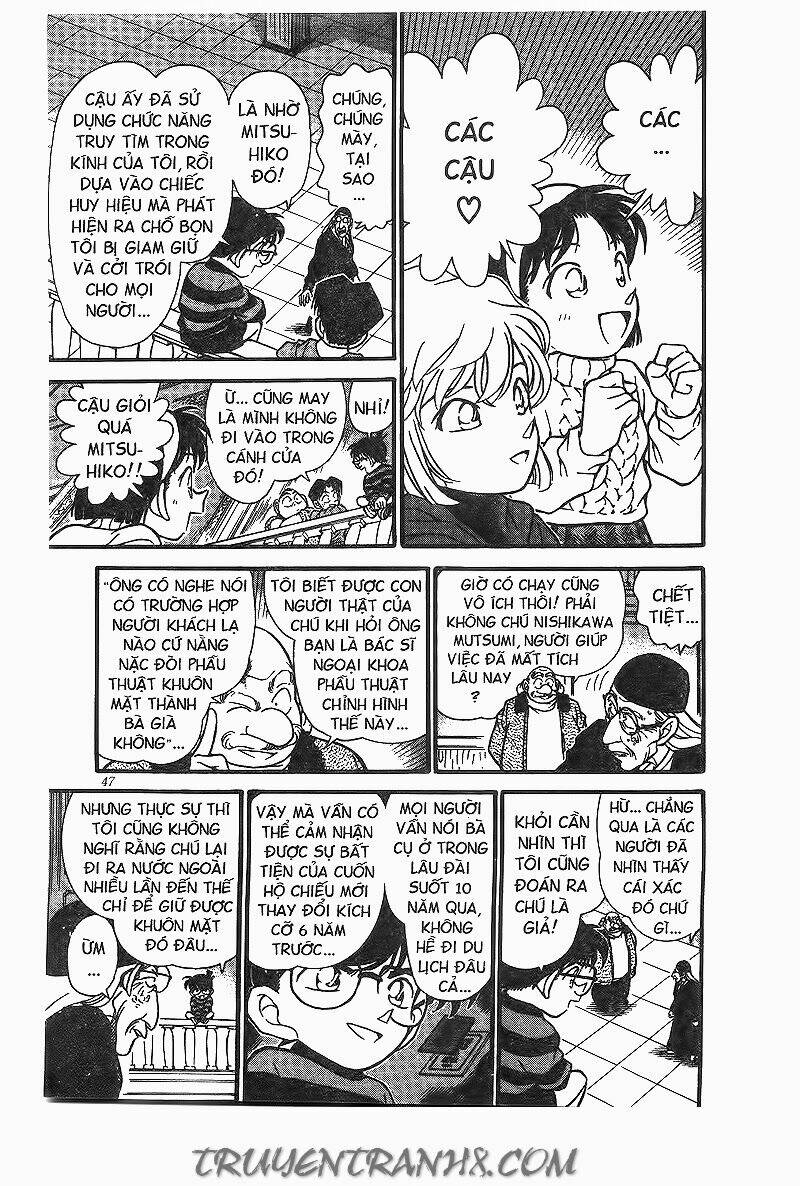 CÁC
...
CÁC
CẬU
♡
CHÚNG,
CHÚNG
MÀY,
TẠI
SAO
...
LÀ NHỜ
MITSU-
HIKO
ĐÓ!
CẬU ẤY ĐÃ SỬ
DỤNG CHỨC NĂNG
TRUY TÌM TRONG
KÍNH CỦA TÔI, RỒI
DỰA VÀO CHIẾC
HUY HIỆU MÀ PHÁT
HIỆN RA CHỖ BỌN
TÔI BỊ GIAM GIỮ
VÀ CỞI TRÓI
CHO MỌI
NGƯỜI...
NHỈ!
Ừ... CŨNG MAY
LÀ MÌNH KHÔNG
ĐI VÀO TRONG
CÁNH CỬA
ĐÓ!
CẬU GIỎI
QUÁ
MITSU-
HIKO!!
CHẾT
TIỆT...
GIỜ CÓ CHẠY CŨNG
VÔ ÍCH THÔI! PHẢI
KHÔNG CHÚ NISHIKAWA
MUTSUMI, NGƯỜI GIÚP
VIỆC ĐÃ MẤT TÍCH
LÂU NAY
?
TÔI BIẾT ĐƯỢC CON
NGƯỜI THẬT CỦA
CHÚ KHI HỎI ÔNG
BẠN LÀ BÁC SĨ
NGOẠI KHOA
PHẪU THUẬT
CHỈNH HÌNH
THẾ NÀY...
"ÔNG CÓ NGHE NÓI
CÓ TRƯỜNG HỢP
NGƯỜI KHÁCH LẠ
NÀO CỨ NẰNG
NẶC ĐÒI PHẪU
THUẬT KHUÔN
MẶT THÀNH
BÀ GIÀ
KHÔNG"...
47
HỪ... CHẲNG
QUA LÀ CÁC
NGƯỜI ĐÃ
NHÌN THẤY
CÁI XÁC
ĐÓ CHỨ
GÌ...
KHỎI CẦN
NHÌN THÌ
TÔI CŨNG
ĐOÁN RA
CHÚ LÀ
GIẢ!
MỌI NGƯỜI
VẪN NÓI BÀ
CỤ Ở TRONG
LÂU ĐÀI
SUỐT 10
NĂM QUA,
KHÔNG
HỀ ĐI DU
LỊCH ĐÂU
CẢ...
VẬY MÀ VẪN CÓ
THỂ CẢM NHẬN
ĐƯỢC SỰ BẤT
TIỆN CỦA CUỐN
HỘ CHIẾU MỚI
THAY ĐỔI KÍCH
CỠ 6 NĂM
TRƯỚC...
NHƯNG THỰC SỰ THÌ
TÔI CŨNG KHÔNG
NGHĨ RẰNG CHÚ LẠI
ĐI RA NƯỚC NGOÀI
NHIỀU LẦN ĐẾN THẾ
CHỈ ĐỂ GIỮ ĐƯỢC
KHUÔN MẶT
ĐÓ ĐÂU...
ỪM
...
TRUYENTRANH8.COM